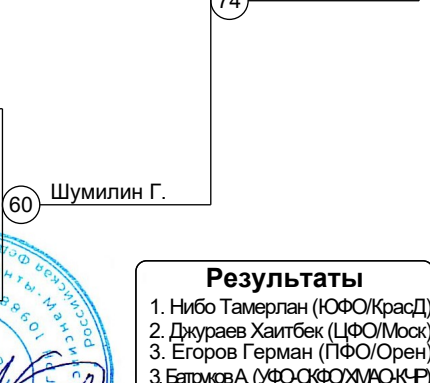 74
60
Шумилин Г.
Результаты
1. Нибо Тамерлан (ЮФО/КрасД)
2. Джураев Хаитбек (ЦФО/Моск)
3. Егоров Герман (ПФО/Орен)
3. Батруков А. (УФО-СКФО/ХМАО-КЧР)